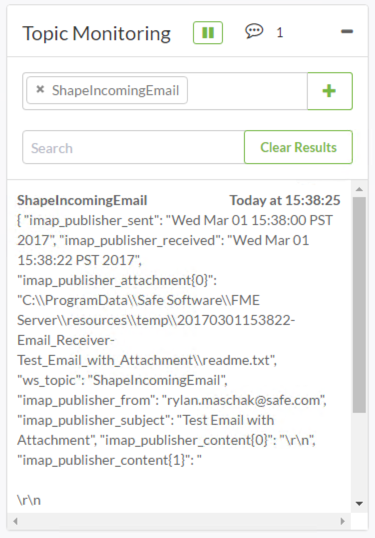 Topic Monitoring 1
× ShapeIncomingEmail +
Search Clear Results
ShapeIncomingEmail Today at 15:38:25
{ "imap_publisher_sent": "Wed Mar 01 15:38:00 PST
2017", "imap_publisher_received": "Wed Mar 01
15:38:22 PST 2017",
"imap_publisher_attachment{0}":
"C:\\ProgramData\\Safe Software\\FME
Server\\resources\\temp\\20170301153822-
Email_Receiver-
Test_Email_with_Attachment\\readme.txt",
"ws_topic": "ShapeIncomingEmail",
"imap_publisher_from": "rylan.maschak@safe.com",
"imap_publisher_subject": "Test Email with
Attachment", "imap_publisher_content{0}": "\r\n",
"imap_publisher_content{1}": "
\r\n